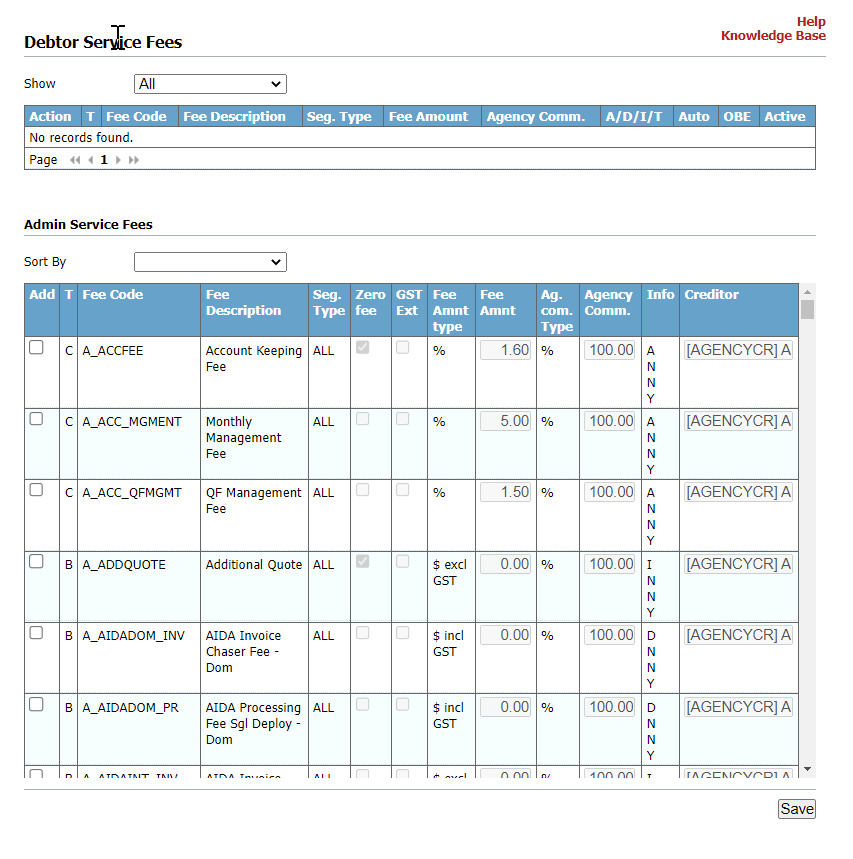 Help
Knowledge Base
Debtor Service Fees
Show All
Action T Fee Code Fee Description Seg. Type Fee Amount Agency Comm. A/D/I/T Auto OBE Active
No records found.
Page 1
Admin Service Fees
Sort By
Add T Fee Code Fee Seg. Zero GST Fee Fee Ag. Agency Info Creditor
Description Type fee Ext Amnt Amnt com. Comm.
type Type
C A_ACCFEE Account Keeping ALL % 1.60 % 100.00 A [AGENCYCR] A
Fee N
N
Y
C A_ACC_MGMENT Monthly ALL % 5.00 % 100.00 A [AGENCYCR] A
Management N
Fee N
Y
C A_ACC_QFMGMT QF Management ALL % 1.50 % 100.00 A [AGENCYCR] A
Fee N
N
Y
B A_ADDQUOTE Additional Quote ALL $ excl 0.00 % 100.00 I [AGENCYCR] A
GST N
N
Y
B A_AIDADOM_INV AIDA Invoice ALL $ incl 0.00 % 100.00 D [AGENCYCR] A
Chaser Fee - GST N
Dom N
Y
B A_AIDADOM_PR AIDA Processing ALL $ incl 0.00 % 100.00 D [AGENCYCR] A
Fee Sgl Deploy - GST N
Dom N
Y
B A_AIDAINT_INV AIDA Invoice ALL $ excl 0.00 % 100.00 I [AGENCYCR] A
Save